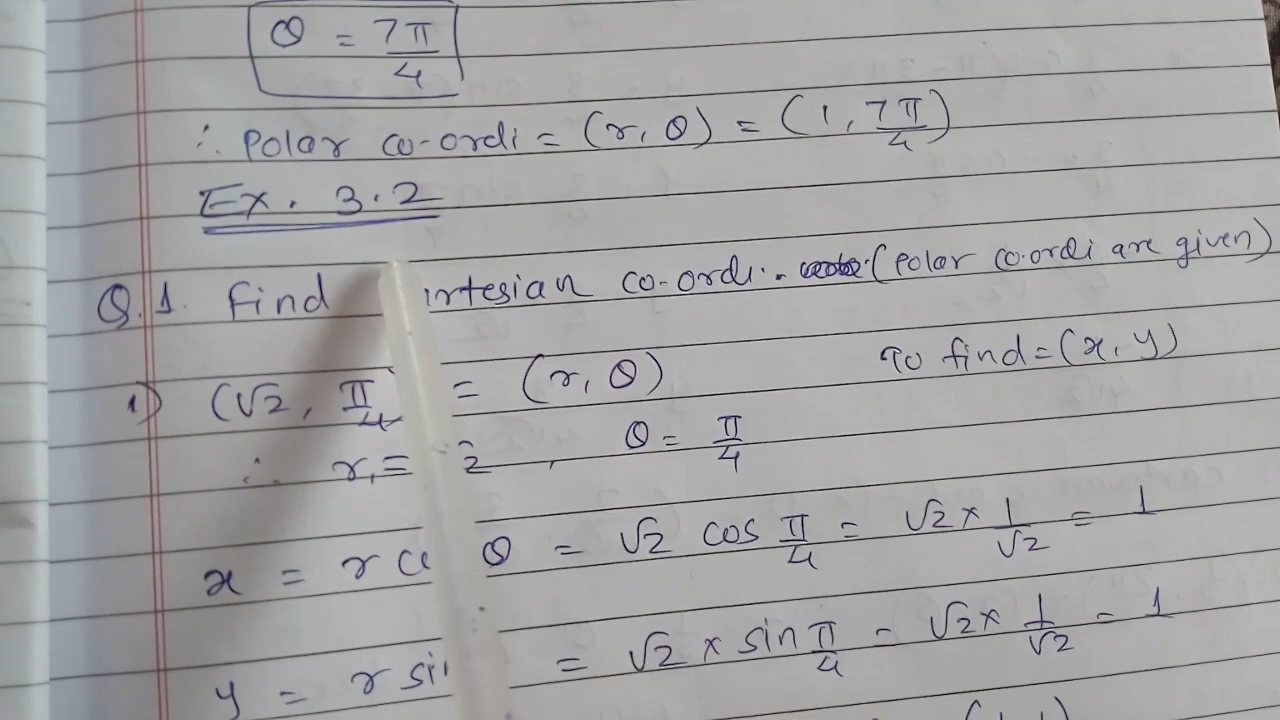 θ = 7π/4
∴ Polar co-ordi = (r, θ) = (1, 7π/4)
Ex. 3.2
Q.1. Find rtesian co-ordi. (Polar co.ordi are given)
1) (√2, π/4 = (r, θ) To find = (x, y)
∴ r = 2, θ = π/4
x = r c θ = √2 cos π/4 = √2 × 1/√2 = 1
y = r si = √2 × sin π/4 = √2 × 1/√2 = 1